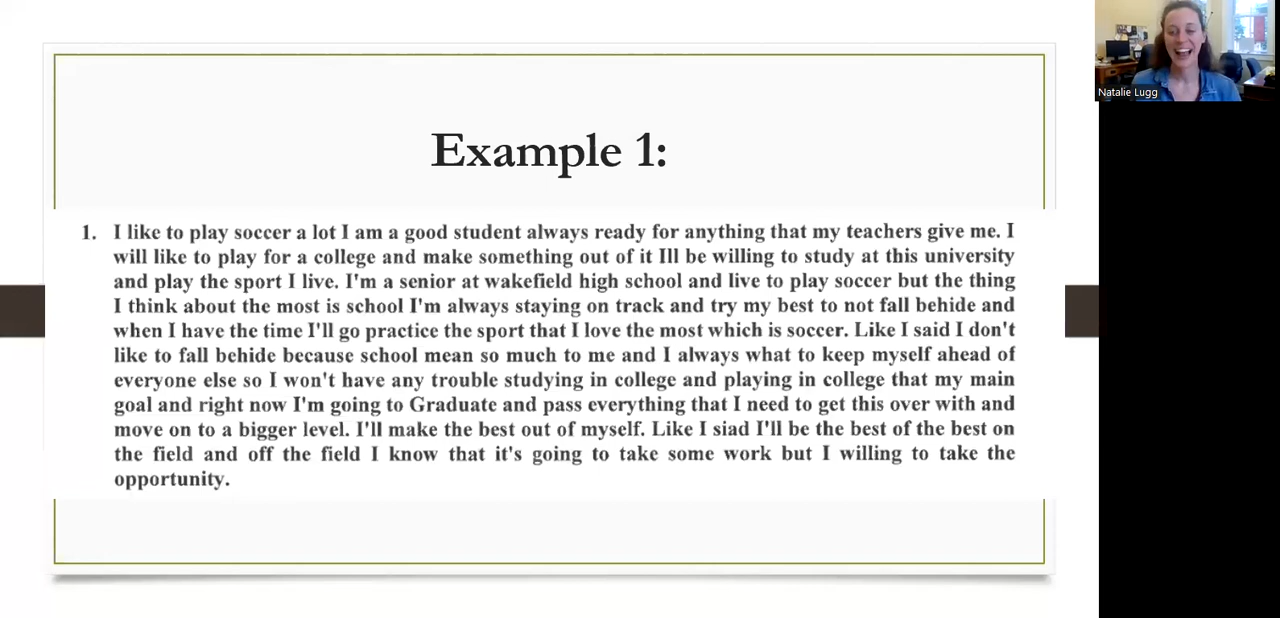 Natalie Lugg
Example 1:
1. I like to play soccer a lot I am a good student always ready for anything that my teachers give me. I
will like to play for a college and make something out of it Ill be willing to study at this university
and play the sport I live. I'm a senior at wakefield high school and live to play soccer but the thing
I think about the most is school I'm always staying on track and try my best to not fall behide and
when I have the time I'll go practice the sport that I love the most which is soccer. Like I said I don't
like to fall behide because school mean so much to me and I always what to keep myself ahead of
everyone else so I won't have any trouble studying in college and playing in college that my main
goal and right now I'm going to Graduate and pass everything that I need to get this over with and
move on to a bigger level. I'll make the best out of myself. Like I siad I'll be the best of the best on
the field and off the field I know that it's going to take some work but I willing to take the
opportunity.